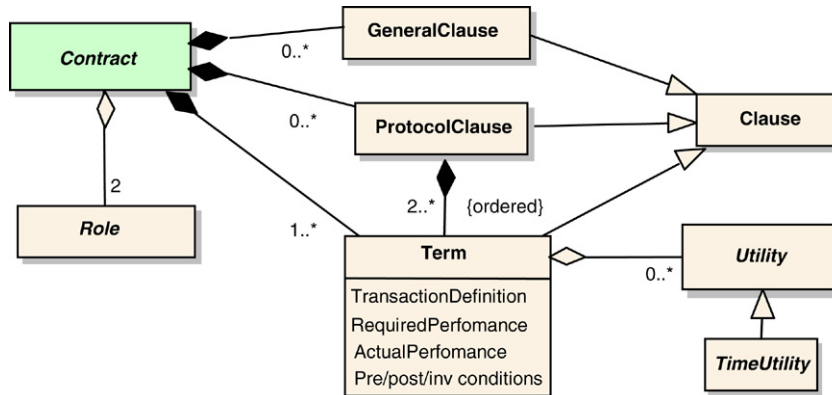 GeneralClause
Contract
0..*
ProtocolClause
Clause
0..*
2
2..*
{ordered}
Role
1..*
Term
Utility
0..*
TransactionDefinition
RequiredPerfomance
ActualPerfomance
Pre/post/inv conditions
TimeUtility